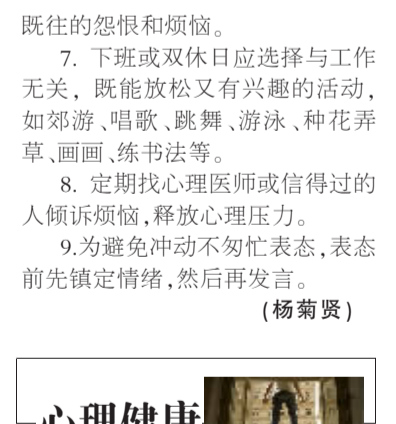 既往的怨恨和烦恼。
7. 下班或双休日应选择与工作
无关，既能放松又有兴趣的活动，
如郊游、唱歌、跳舞、游泳、种花弄
草、画画、练书法等。
8. 定期找心理医师或信得过的
人倾诉烦恼，释放心理压力。
9.为避免冲动不匆忙表态，表态
前先镇定情绪，然后再发言。
(杨菊贤)
心理健康